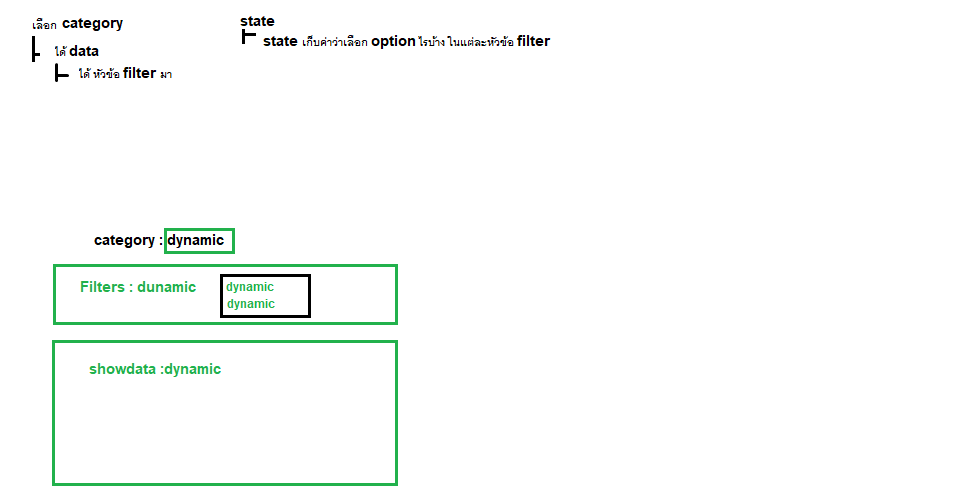 เลือก category
ได้ data
ได้ หัวข้อ filter มา
state
state เก็บค่าว่าเลือก option ไรบ้าง ในแต่ละหัวข้อ filter
category : dynamic
Filters : dunamic
dynamic
dynamic
showdata :dynamic